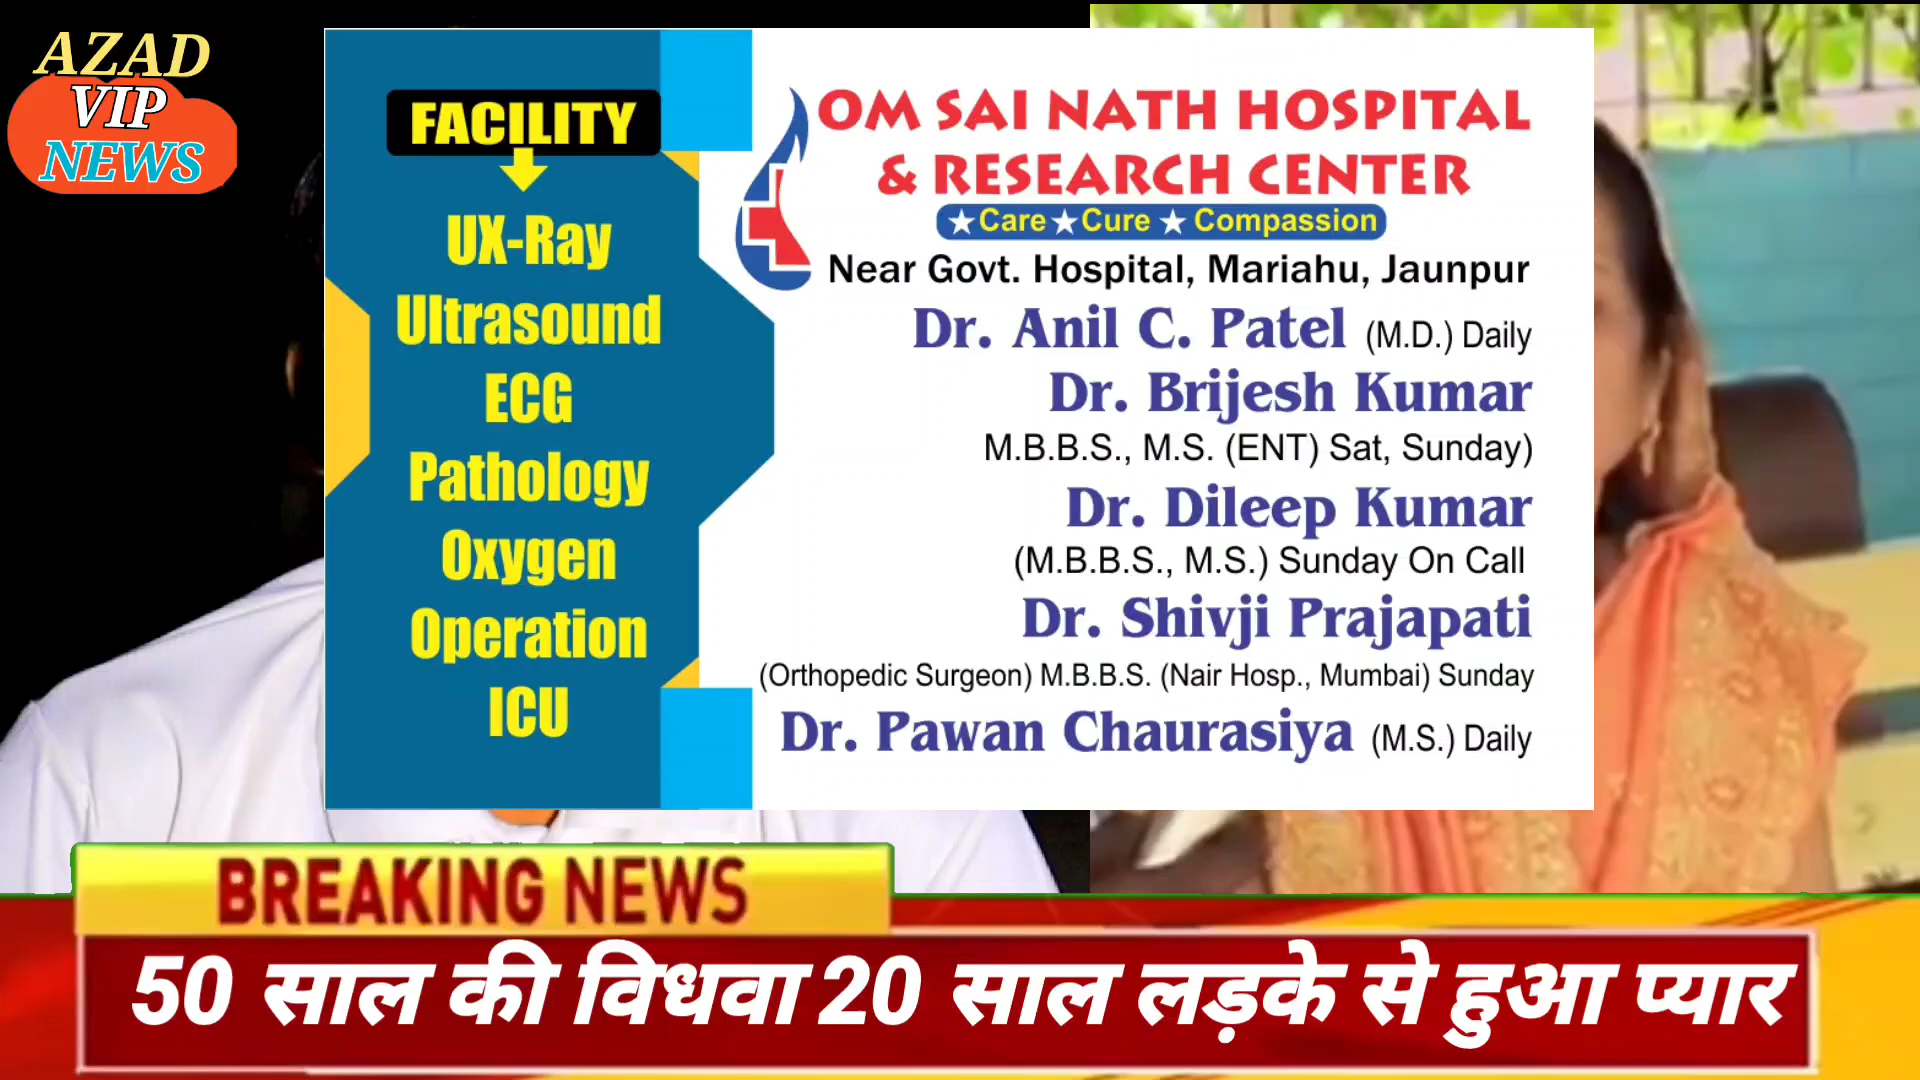 AZAD
VIP
NEWS
FACILITY
UX-Ray
Ultrasound
ECG
Pathology
Oxygen
Operation
ICU
OM SAI NATH HOSPITAL
& RESEARCH CENTER
★Care★Cure ★ Compassion
Near Govt. Hospital, Mariahu, Jaunpur
Dr. Anil C. Patel (M.D.) Daily
Dr. Brijesh Kumar
M.B.B.S., M.S. (ENT) Sat, Sunday)
Dr. Dileep Kumar
(M.B.B.S., M.S.) Sunday On Call
Dr. Shivji Prajapati
(Orthopedic Surgeon) M.B.B.S. (Nair Hosp., Mumbai) Sunday
Dr. Pawan Chaurasiya (M.S.) Daily
BREAKING NEWS
50 साल की विधवा 20 साल लड़के से हुआ प्यार